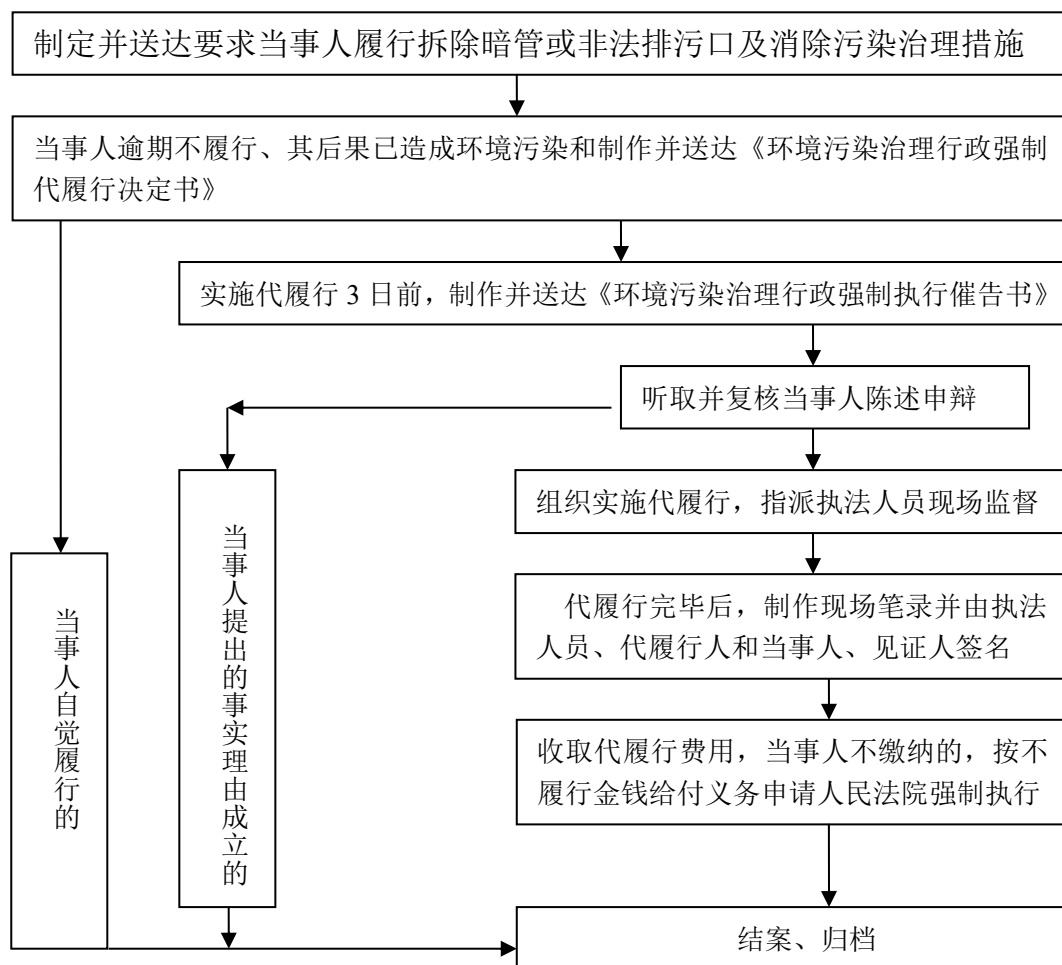 制定并送达要求当事人履行拆除暗管或非法排污口及消除污染治理措施
当事人逾期不履行、其后果已造成环境污染和制作并送达《环境污染治理行政强制
代履行决定书》
实施代履行 3 日前，制作并送达《环境污染治理行政强制执行催告书》
听取并复核当事人陈述申辩
组织实施代履行，指派执法人员现场监督
代履行完毕后，制作现场笔录并由执法
人员、代履行人和当事人、见证人签名
收取代履行费用，当事人不缴纳的，按不
履行金钱给付义务申请人民法院强制执行
当事人提出的事实理由成立的
当事人自觉履行的
结案、归档